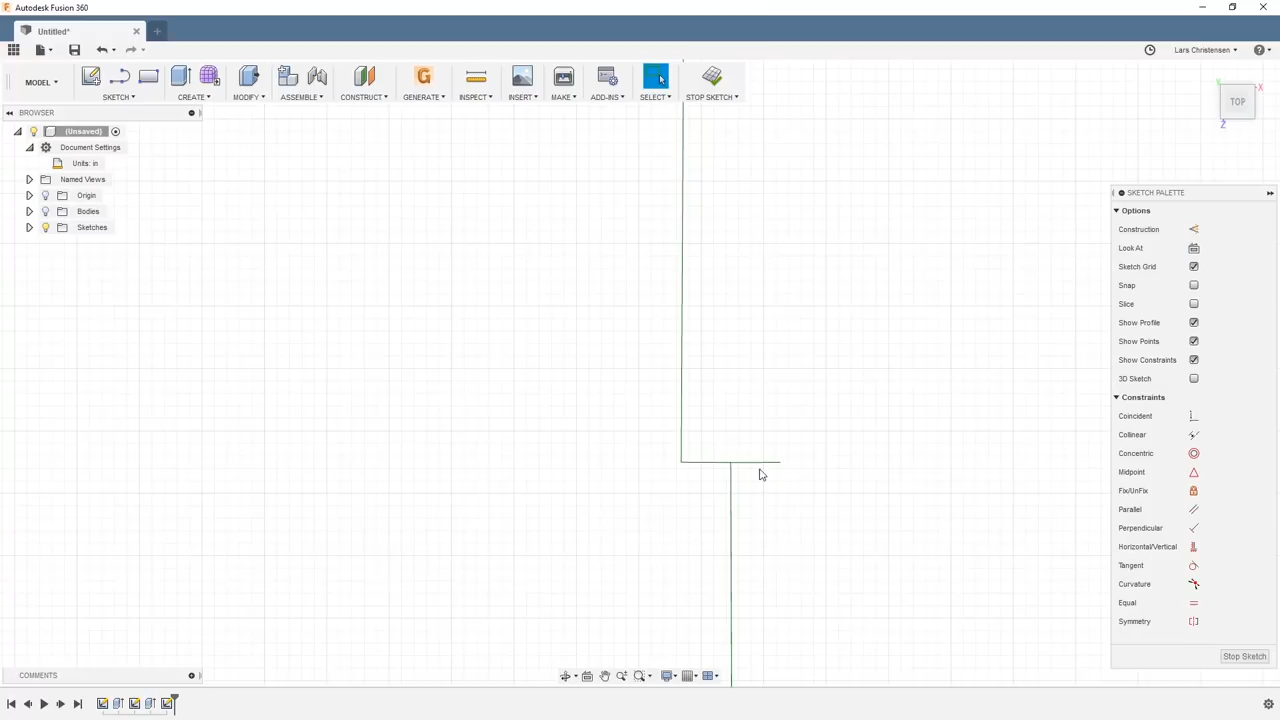 Autodesk Fusion 360
Untitled*
Lars Christensen
MODEL
SKETCH
CREATE
MODIFY
ASSEMBLE
CONSTRUCT
GENERATE
INSPECT
INSERT
MAKE
ADD-INS
SELECT
STOP SKETCH
BROWSER
(Unsaved)
Document Settings
Units: in
Named Views
Origin
Bodies
Sketches
TOP
X
Y
Z
SKETCH PALETTE
Options
Construction
Look At
Sketch Grid
Snap
Slice
Show Profile
Show Points
Show Constraints
3D Sketch
Constraints
Coincident
Collinear
Concentric
Midpoint
Fix/UnFix
Parallel
Perpendicular
Horizontal/Vertical
Tangent
Curvature
Equal
Symmetry
Stop Sketch
COMMENTS